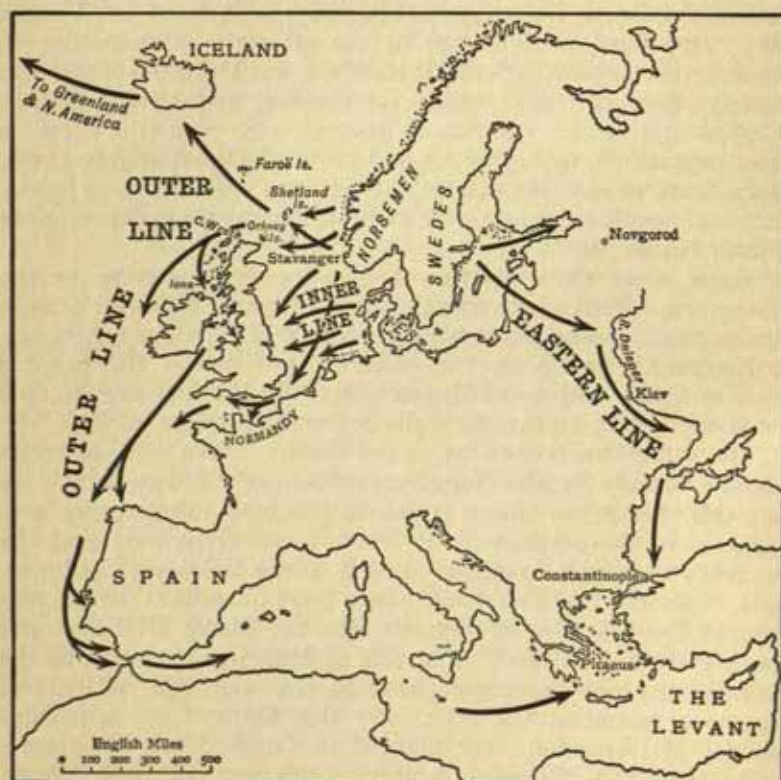 ICELAND
To Greenland
& N. America
Faroë Is.
OUTER
LINE
Shetland
Is.
Orkney
Is.
C. Wrath
Stavanger
NORSEMEN
SWEDES
Novgorod
Iona
INNER
LINE
OUTER LINE
EASTERN LINE
R. Dnieper
Kiev
NORMANDY
SPAIN
Constantinople
Piraeus
THE
LEVANT
English Miles
0 100 200 300 400 500